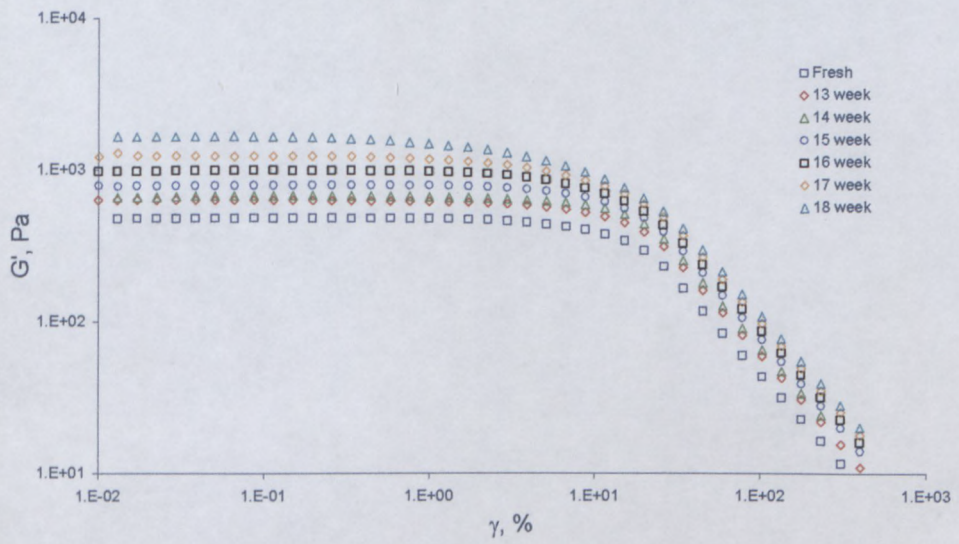 1.E+04
1.E+03
1.E+02
1.E+01
G', Pa
1.E-02
1.E-01
1.E+00
1.E+01
1.E+02
1.E+03
γ, %
Fresh
13 week
14 week
15 week
16 week
17 week
18 week